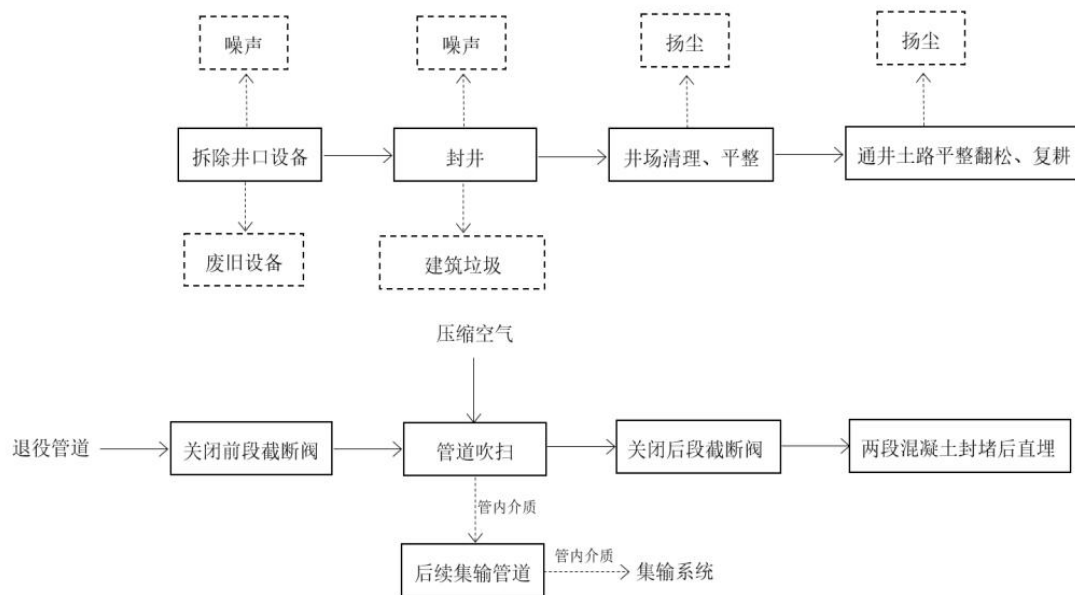 噪声
噪声
扬尘
扬尘
拆除井口设备
封井
井场清理、平整
通井土路平整翻松、复耕
废旧设备
建筑垃圾
压缩空气
退役管道
关闭前段截断阀
管道吹扫
关闭后段截断阀
两段混凝土封堵后直埋
管内介质
后续集输管道
管内介质
集输系统